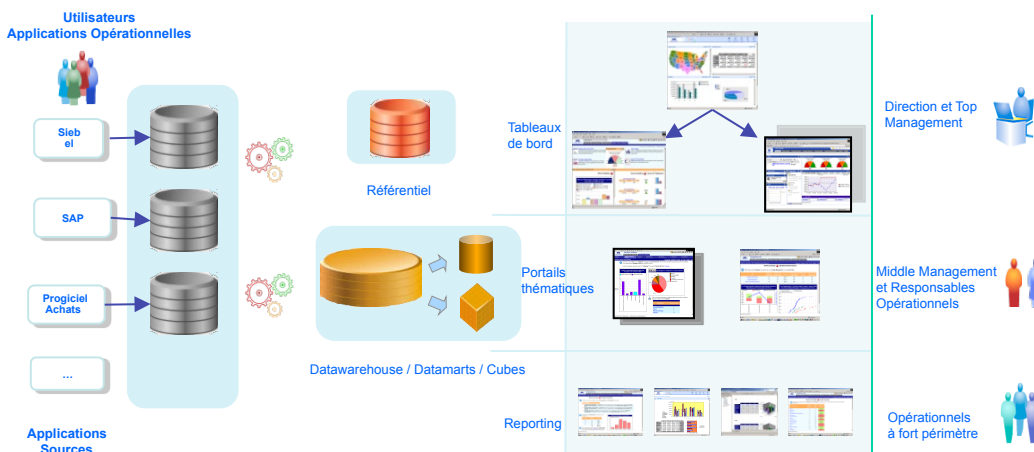 Utilisateurs
Applications Opérationnelles
Sieb
el
SAP
Progiciel
Achats
...
Applications
Sources
Référentiel
Datawarehouse / Datamarts / Cubes
Tableaux
de bord
Portails
thématiques
Reporting
Direction et Top
Management
Middle Management
et Responsables
Opérationnels
Opérationnels
à fort périmètre